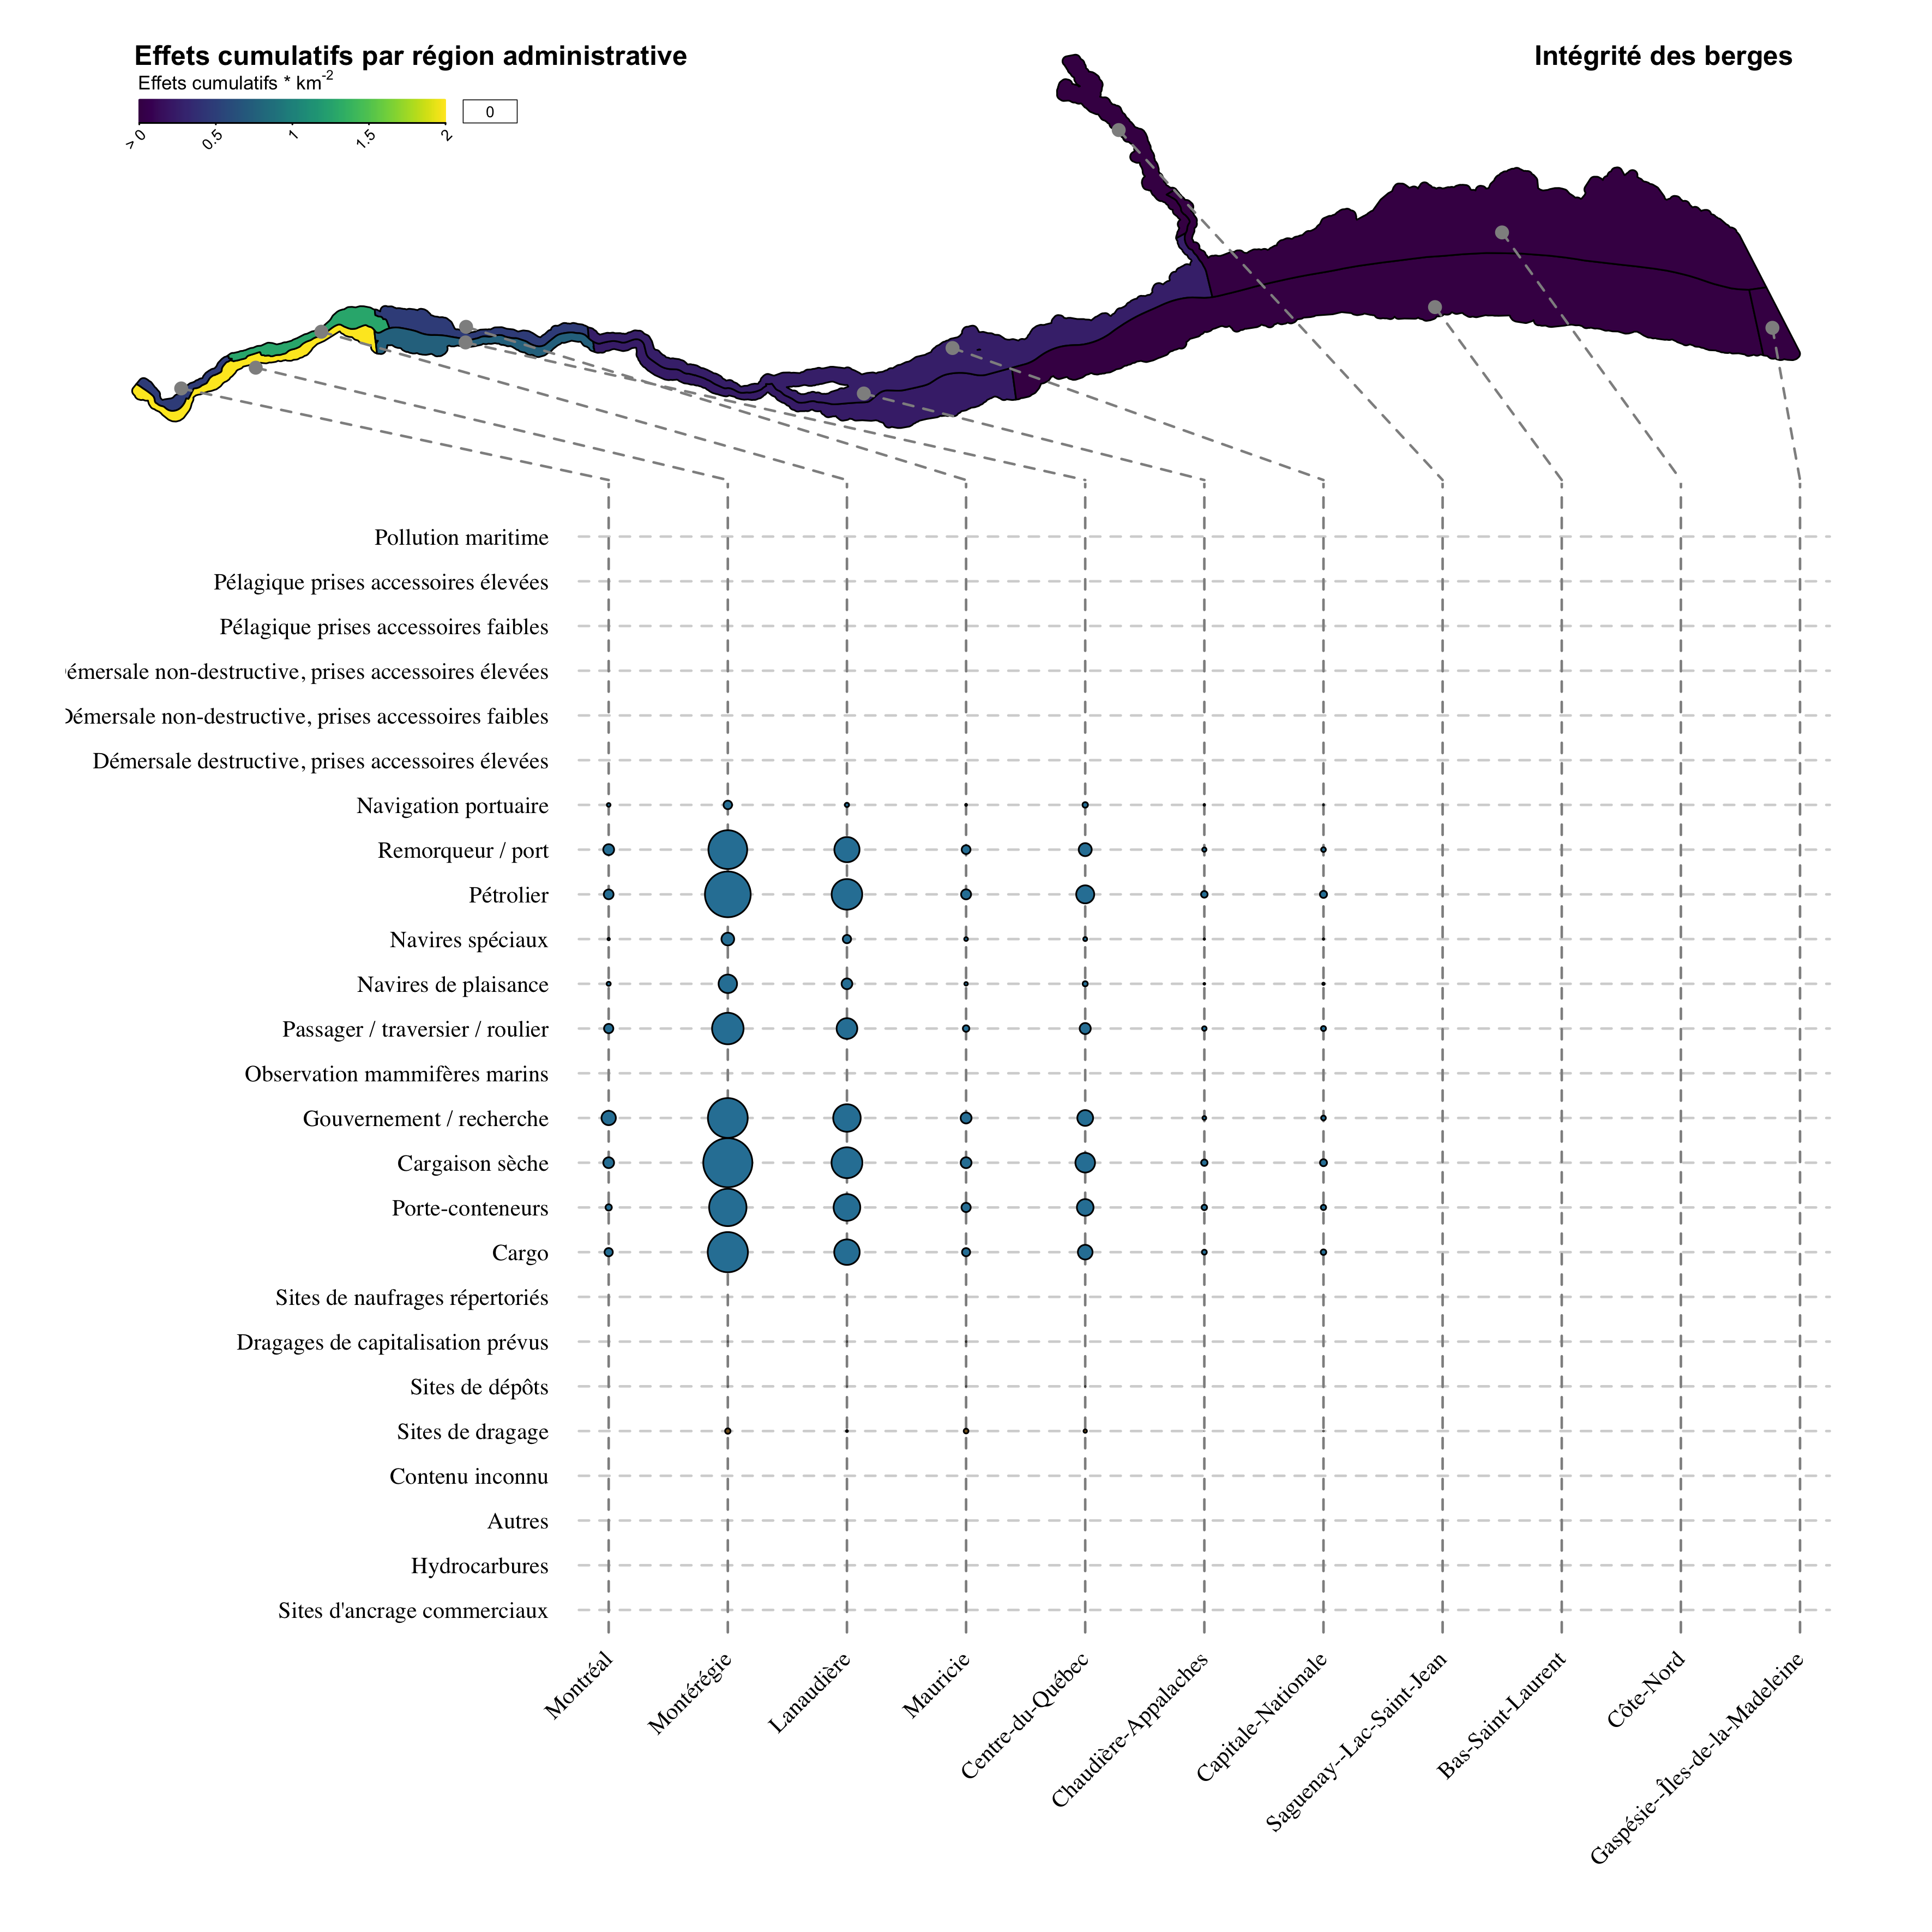 Effets cumulatifs par région administrative
Intégrité des berges
Effets cumulatifs * km-2
> 0
0.5
1
1.5
2
0
Pollution maritime
Pélagique prises accessoires élevées
Pélagique prises accessoires faibles
émersale non-destructive, prises accessoires élevées
Démersale non-destructive, prises accessoires faibles
Démersale destructive, prises accessoires élevées
Navigation portuaire
Remorqueur / port
Pétrolier
Navires spéciaux
Navires de plaisance
Passager / traversier / roulier
Observation mammifères marins
Gouvernement / recherche
Cargaison sèche
Porte-conteneurs
Cargo
Sites de naufrages répertoriés
Dragages de capitalisation prévus
Sites de dépôts
Sites de dragage
Contenu inconnu
Autres
Hydrocarbures
Sites d'ancrage commerciaux
Montréal
Montérégie
Lanaudière
Mauricie
Centre-du-Québec
Chaudière-Appalaches
Capitale-Nationale
Saguenay--Lac-Saint-Jean
Bas-Saint-Laurent
Côte-Nord
Gaspésie--Îles-de-la-Madeleine